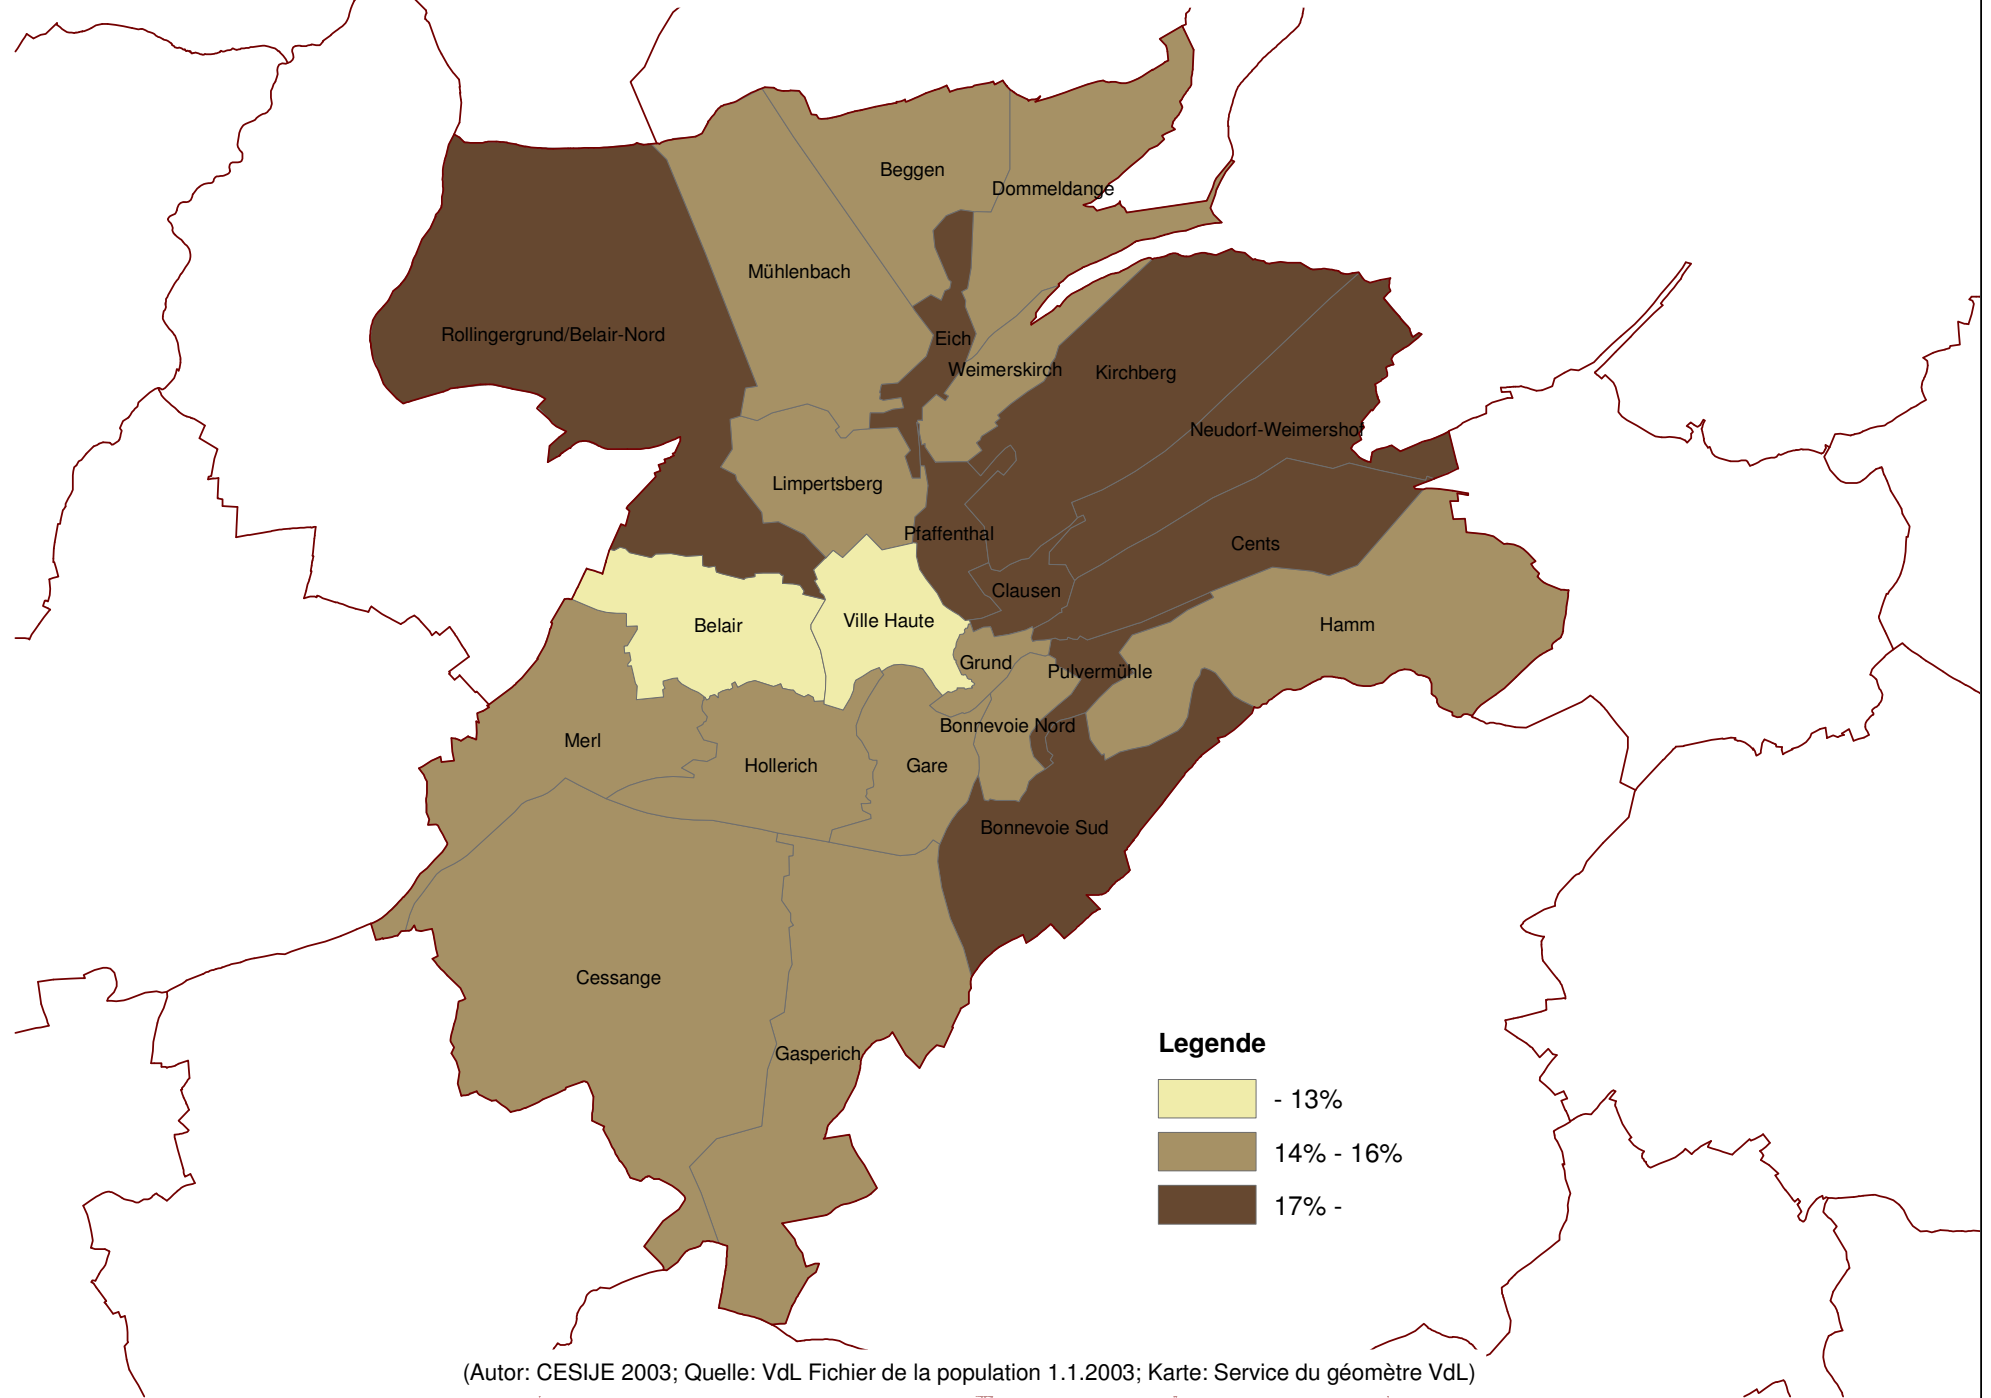 Beggen
Dommeldange
Mühlenbach
Rollingergrund/Belair-Nord
Eich
Weimerskirch
Kirchberg
Neudorf-Weimershof
Limpertsberg
Pfaffenthal
Cents
Clausen
Belair
Ville Haute
Hamm
Grund
Pulvermühle
Bonnevoie Nord
Merl
Hollerich
Gare
Bonnevoie Sud
Cessange
Gasperich
Legende
- 13%
14% - 16%
17% -
(Autor: CESIJE 2003; Quelle: VdL Fichier de la population 1.1.2003; Karte: Service du géomètre VdL)